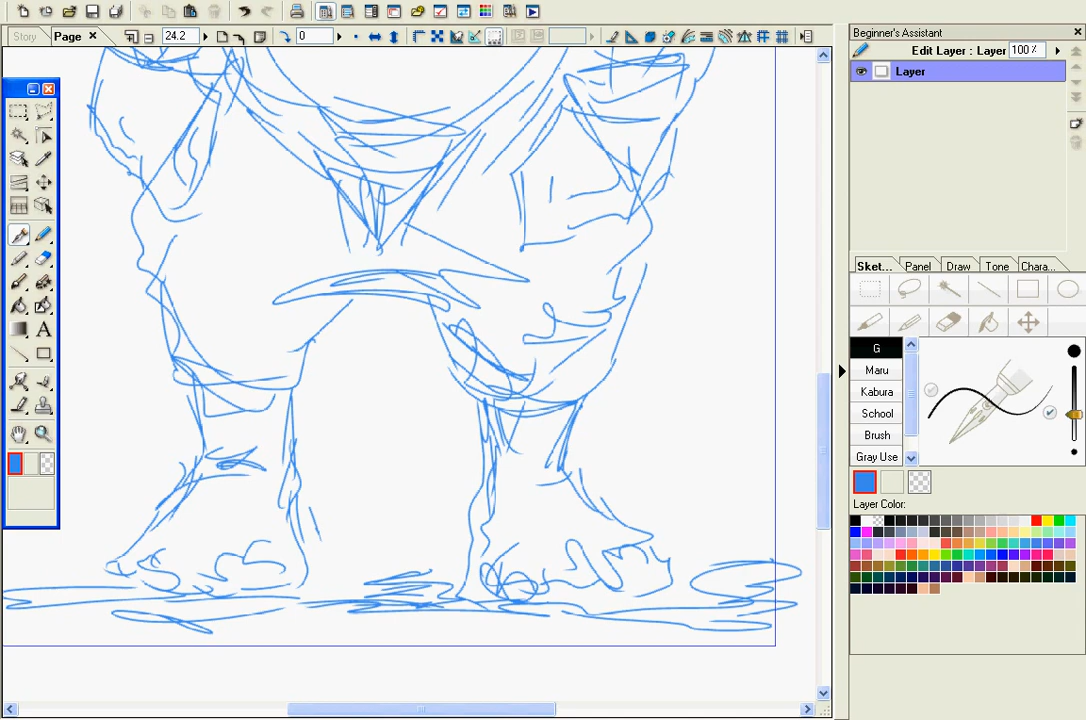 Story
Page
24.2
0
Beginner's Assistant
Edit Layer : Layer
100 %
Layer
Sket...
Panel
Draw
Tone
Chara...
G
Maru
Kabura
School
Brush
Gray Use
A
Layer Color: